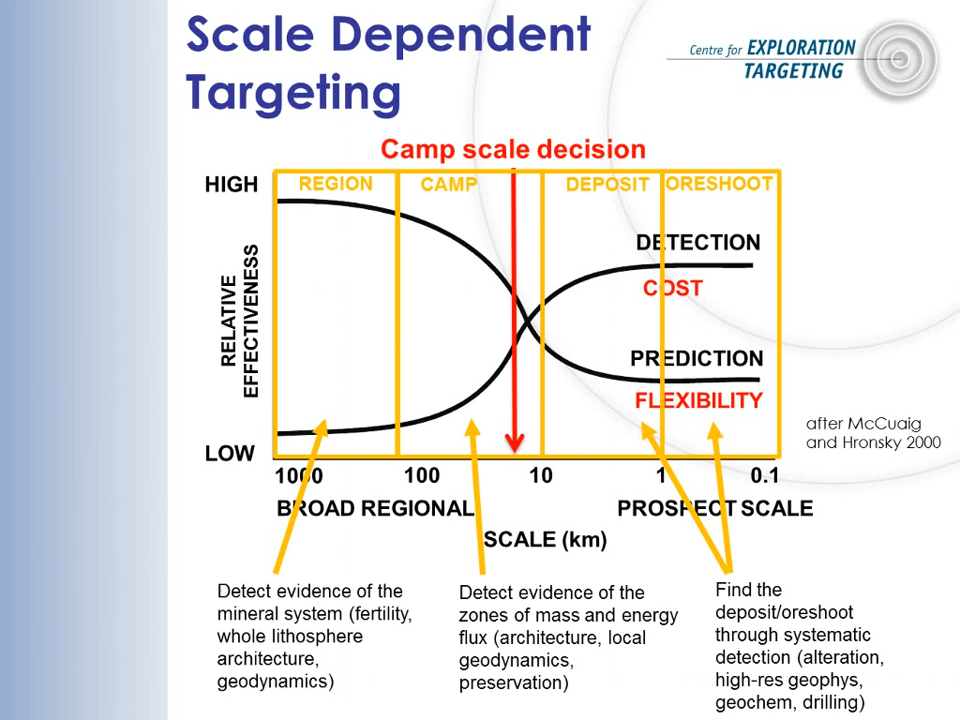 Scale Dependent
Targeting
Centre for EXPLORATION
TARGETING
Camp scale decision
HIGH
REGION
CAMP
DEPOSIT
ORESHOOT
RELATIVE
EFFECTIVENESS
DETECTION
COST
PREDICTION
FLEXIBILITY
after McCuaig
and Hronsky 2000
LOW
1000
100
10
1
0.1
BROAD REGIONAL
PROSPECT SCALE
SCALE (km)
Detect evidence of the
mineral system (fertility,
whole lithosphere
architecture,
geodynamics)
Detect evidence of the
zones of mass and energy
flux (architecture, local
geodynamics,
preservation)
Find the
deposit/oreshoot
through systematic
detection (alteration,
high-res geophys,
geochem, drilling)